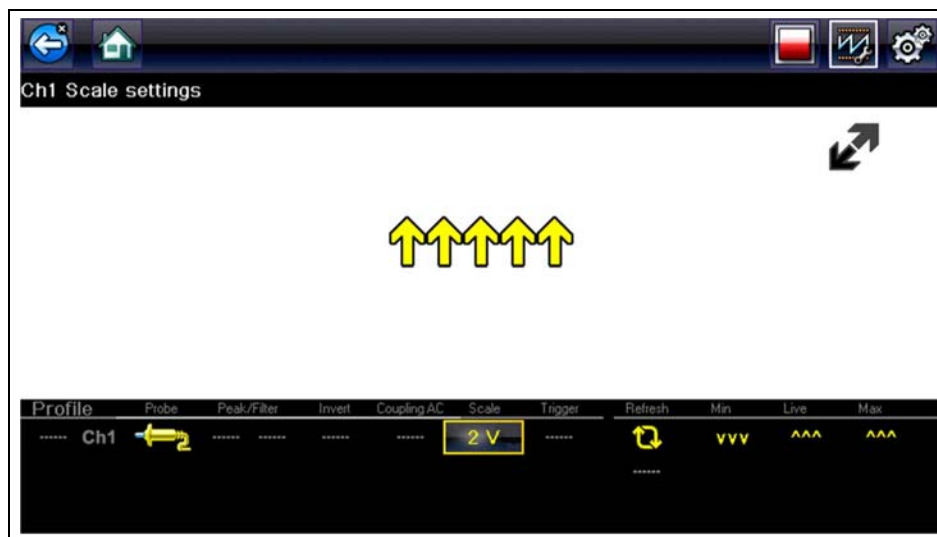 Ch1 Scale settings
Profile Probe Peak/Filter Invert Coupling AC Scale Trigger Refresh Min Live Max
------ Ch1 ------ ------ ------ ------ 2 V ------ vvv ^^^ ^^^
------